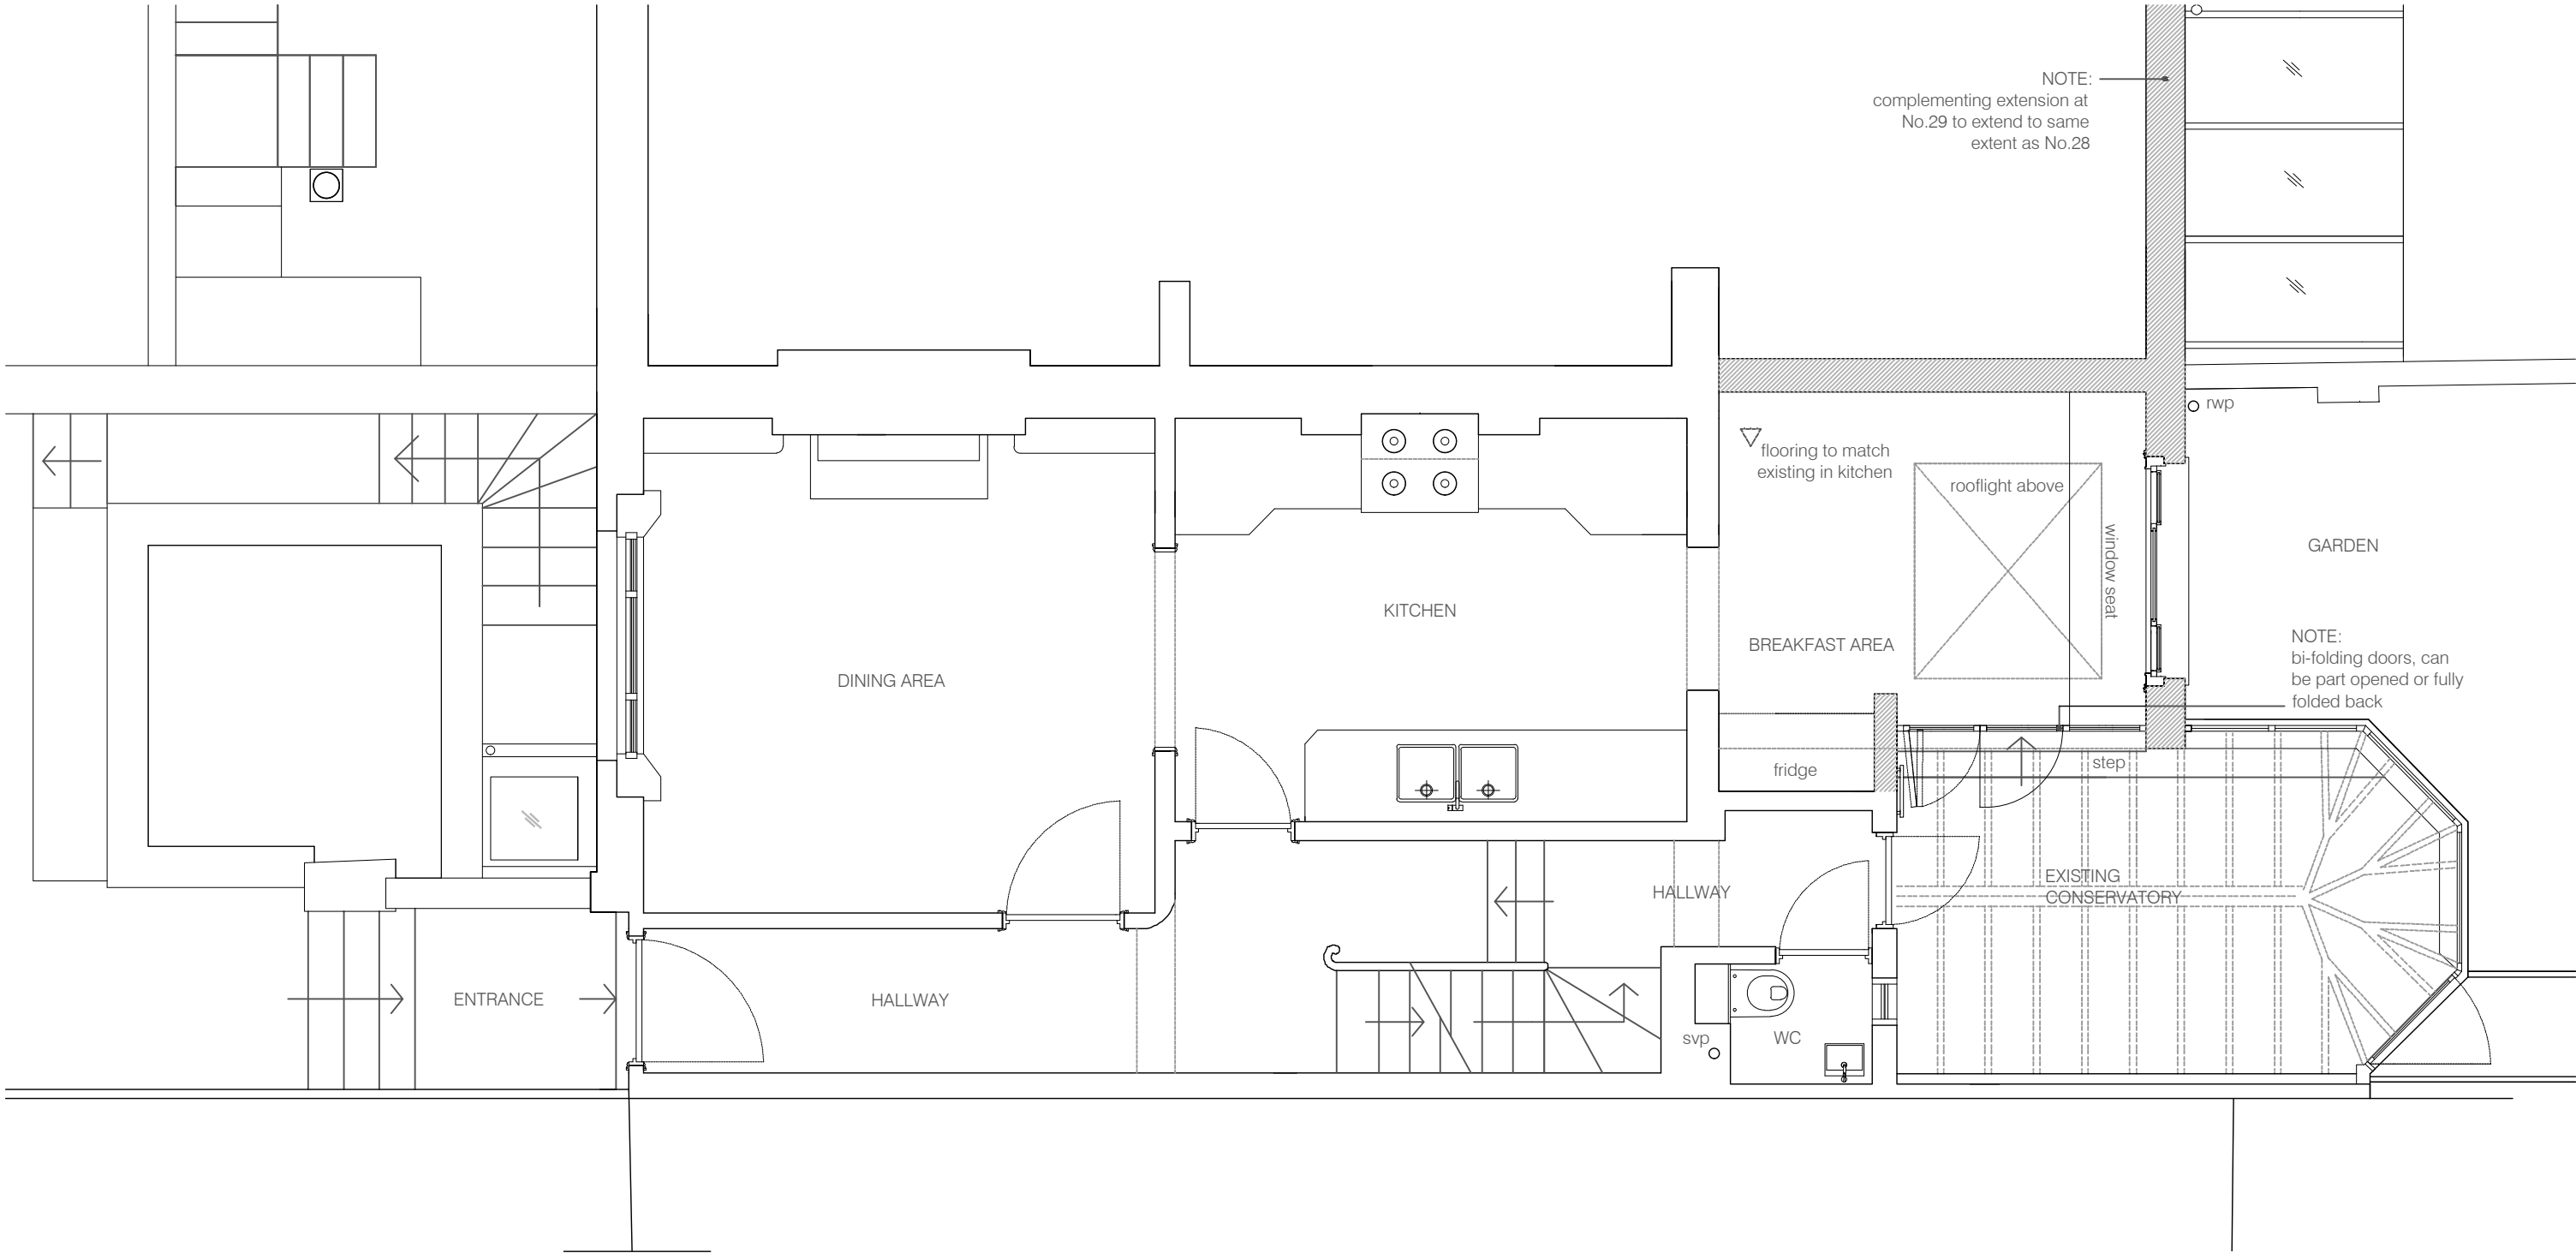 NOTE:
complementing extension at
No.29 to extend to same
extent as No.28
rwp
flooring to match
existing in kitchen
rooflight above
window seat
GARDEN
KITCHEN
NOTE:
bi-folding doors, can
be part opened or fully
folded back
BREAKFAST AREA
DINING AREA
fridge
step
EXISTING
CONSERVATORY
HALLWAY
ENTRANCE
HALLWAY
svp
WC